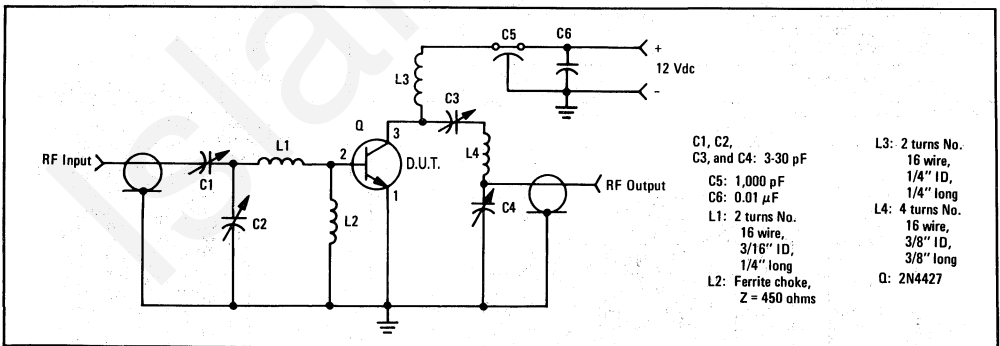 C5 C6
+
12 Vdc
-
L3
C3
Q
3
RF Input
L1
2
D.U.T.
L4
1
C1
C2
L2
C4
RF Output
C1, C2,
C3, and C4: 3-30 pF
C5: 1,000 pF
C6: 0.01 μF
L1: 2 turns No.
16 wire,
3/16" ID,
1/4" long
L2: Ferrite choke,
Z = 450 ohms
L3: 2 turns No.
16 wire,
1/4" ID,
1/4" long
L4: 4 turns No.
16 wire,
3/8" ID,
3/8" long
Q: 2N4427